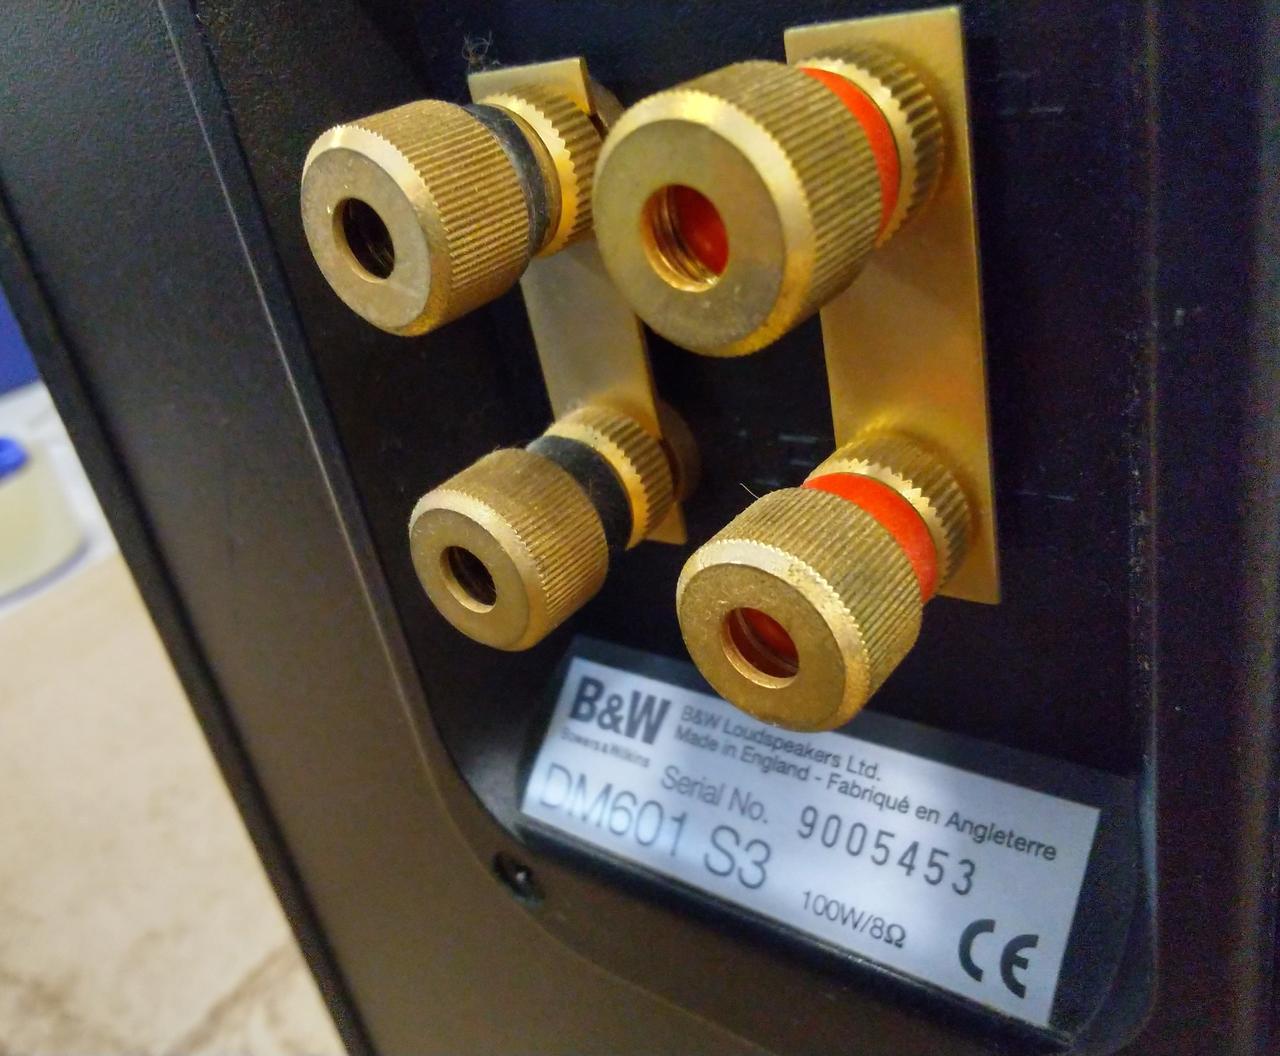 B&W
Bowers & Wilkins
B&W Loudspeakers Ltd.
Made in England - Fabriqué en Angleterre
Serial No. 9005453
DM601 S3
100W/8Ω
CE